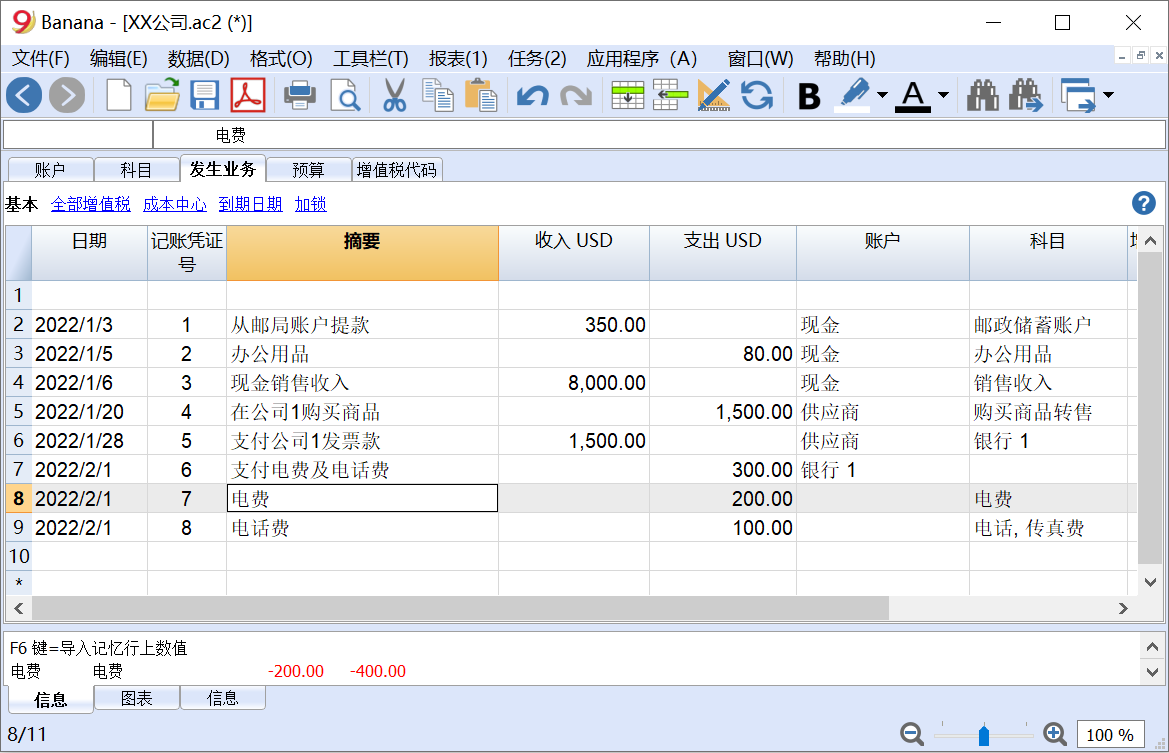 Banana - [XX公司.ac2 (*)]
文件(F) 编辑(E) 数据(D) 格式(O) 工具栏(T) 报表(1) 任务(2) 应用程序（A） 窗口(W) 帮助(H)
B A
电费
账户 科目 发生业务 预算 增值税代码
基本 全部增值税 成本中心 到期日期 加锁 ?
日期 记账凭证号 摘要 收入 USD 支出 USD 账户 科目
1
2 2022/1/3 1 从邮局账户提款 350.00 现金 邮政储蓄账户
3 2022/1/5 2 办公用品 80.00 现金 办公用品
4 2022/1/6 3 现金销售收入 8,000.00 现金 销售收入
5 2022/1/20 4 在公司1购买商品 1,500.00 供应商 购买商品转售
6 2022/1/28 5 支付公司1发票款 1,500.00 供应商 银行 1
7 2022/2/1 6 支付电费及电话费 300.00 银行 1
8 2022/2/1 7 电费 200.00 电费
9 2022/2/1 8 电话费 100.00 电话, 传真费
10
*
F6 键=导入记忆行上数值
电费 电费 -200.00 -400.00
信息 图表 信息
8/11 100 %